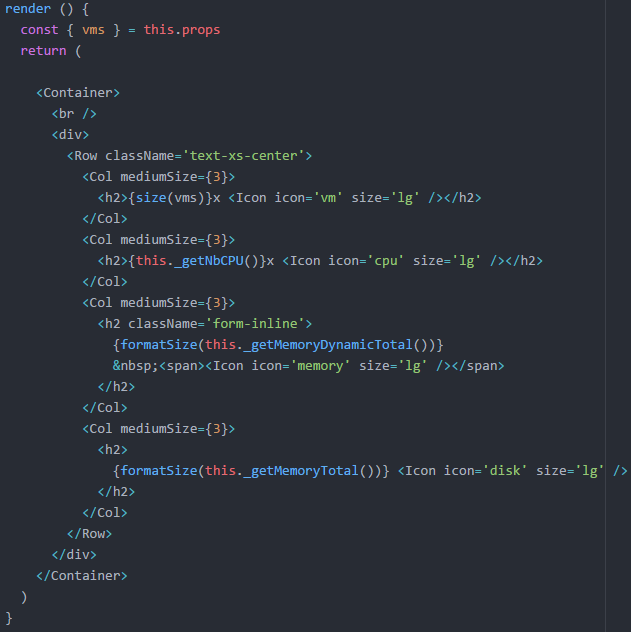 render () {
  const { vms } = this.props
  return (

    <Container>
      <br />
      <div>
        <Row className='text-xs-center'>
          <Col mediumSize={3}>
            <h2>{size(vms)}x <Icon icon='vm' size='lg' /></h2>
          </Col>
          <Col mediumSize={3}>
            <h2>{this._getNbCPU()}x <Icon icon='cpu' size='lg' /></h2>
          </Col>
          <Col mediumSize={3}>
            <h2 className='form-inline'>
              {formatSize(this._getMemoryDynamicTotal())}
              &nbsp;<span><Icon icon='memory' size='lg' /></span>
            </h2>
          </Col>
          <Col mediumSize={3}>
            <h2>
              {formatSize(this._getMemoryTotal())} <Icon icon='disk' size='lg' />
            </h2>
          </Col>
        </Row>
      </div>
    </Container>
  )
}